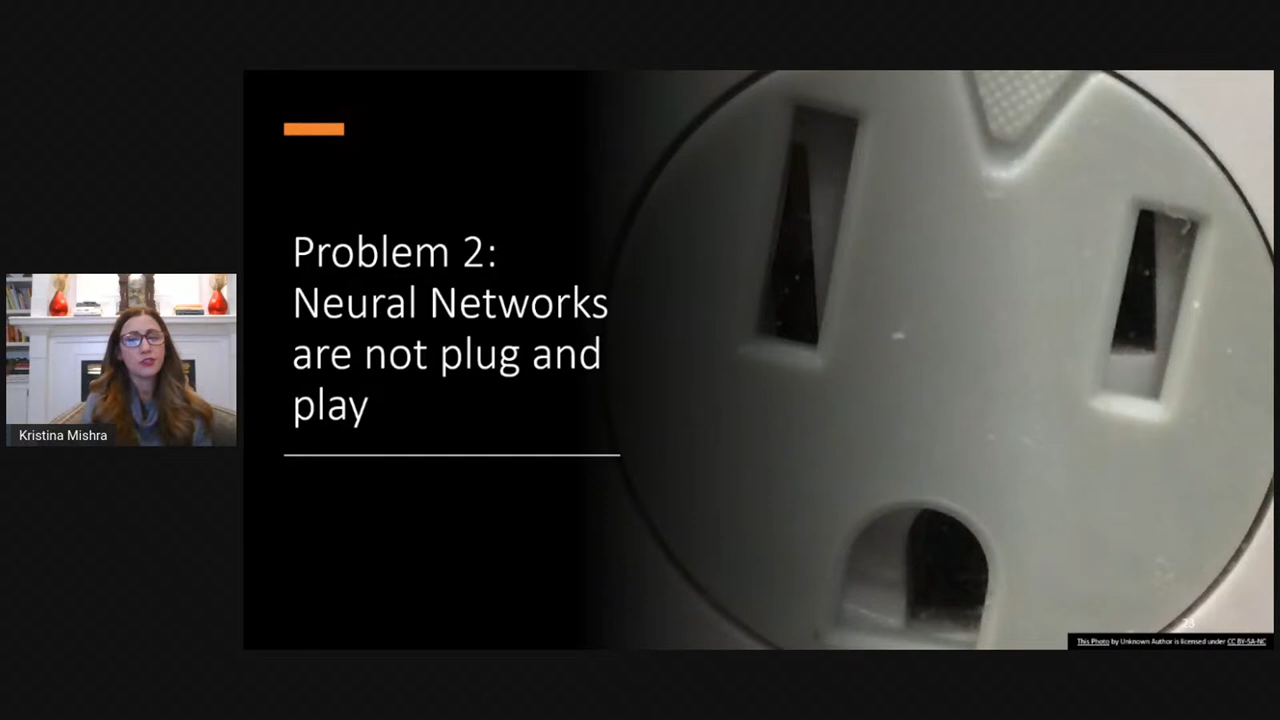 Problem 2:
Neural Networks
are not plug and
play
Kristina Mishra
23
This Photo by Unknown Author is licensed under CC BY-SA-NC